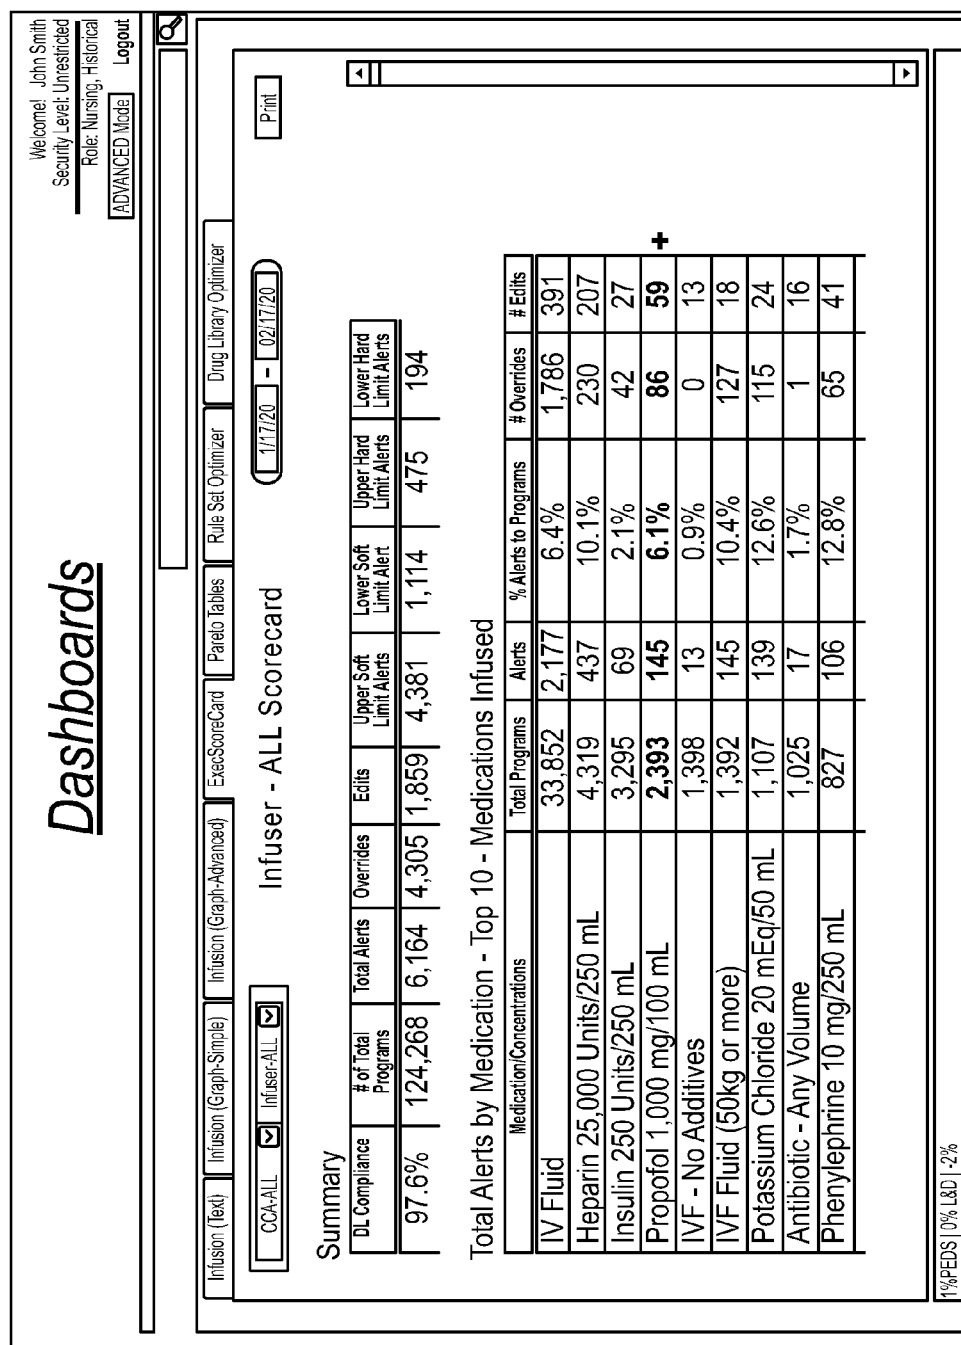 Dashboards
Welcome! John Smith
Security Level: Unrestricted
Role: Nursing, Historical
ADVANCED Mode Logout
Infusion (Text) Infusion (Graph-Simple) Infusion (Graph-Advanced) ExecScoreCard Pareto Tables Rule Set Optimizer Drug Library Optimizer
CCA-ALL Infuser-ALL Infuser - ALL Scorecard 1/17/20 - 02/17/20 Print
Summary
DL Compliance # of Total Programs Total Alerts Overrides Edits Upper Soft Limit Alerts Lower Soft Limit Alert Upper Hard Limit Alerts Lower Hard Limit Alerts
97.6% 124,268 6,164 4,305 1,859 4,381 1,114 475 194
Total Alerts by Medication - Top 10 - Medications Infused
Medication/Concentrations Total Programs Alerts % Alerts to Programs # Overrides # Edits
IV Fluid 33,852 2,177 6.4% 1,786 391
Heparin 25,000 Units/250 mL 4,319 437 10.1% 230 207
Insulin 250 Units/250 mL 3,295 69 2.1% 42 27
Propofol 1,000 mg/100 mL 2,393 145 6.1% 86 59 +
IVF - No Additives 1,398 13 0.9% 0 13
IVF Fluid (50kg or more) 1,392 145 10.4% 127 18
Potassium Chloride 20 mEq/50 mL 1,107 139 12.6% 115 24
Antibiotic - Any Volume 1,025 17 1.7% 1 16
Phenylephrine 10 mg/250 mL 827 106 12.8% 65 41
1%PEDS | 0% L&D | -2%